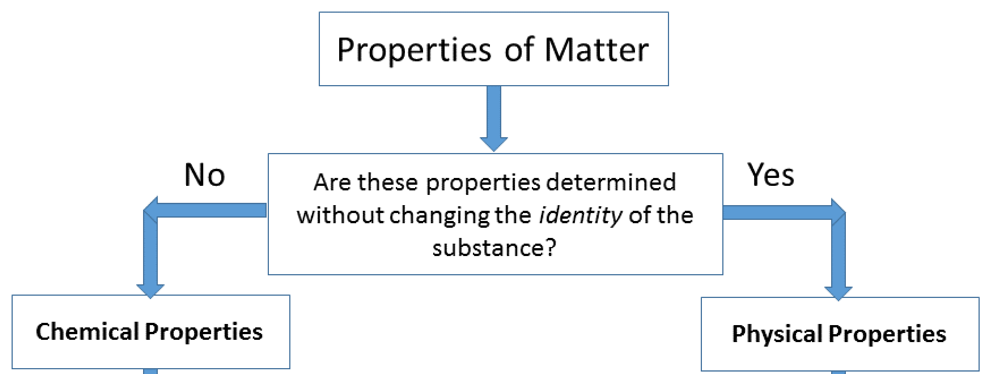 Properties of Matter
No
Yes
Are these properties determined
without changing the identity of the
substance?
Chemical Properties
Physical Properties